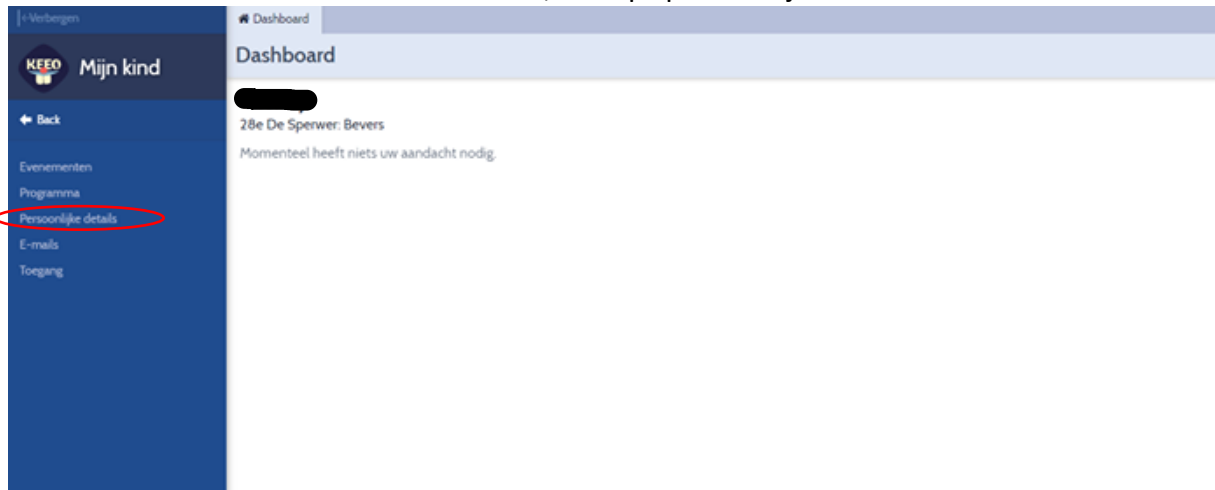 Verbergen
Dashboard
Dashboard
KEEO
Mijn kind
Back
28e De Sperwer: Bevers
Momenteel heeft niets uw aandacht nodig.
Evenementen
Programma
Persoonlijke details
E-mails
Toegang